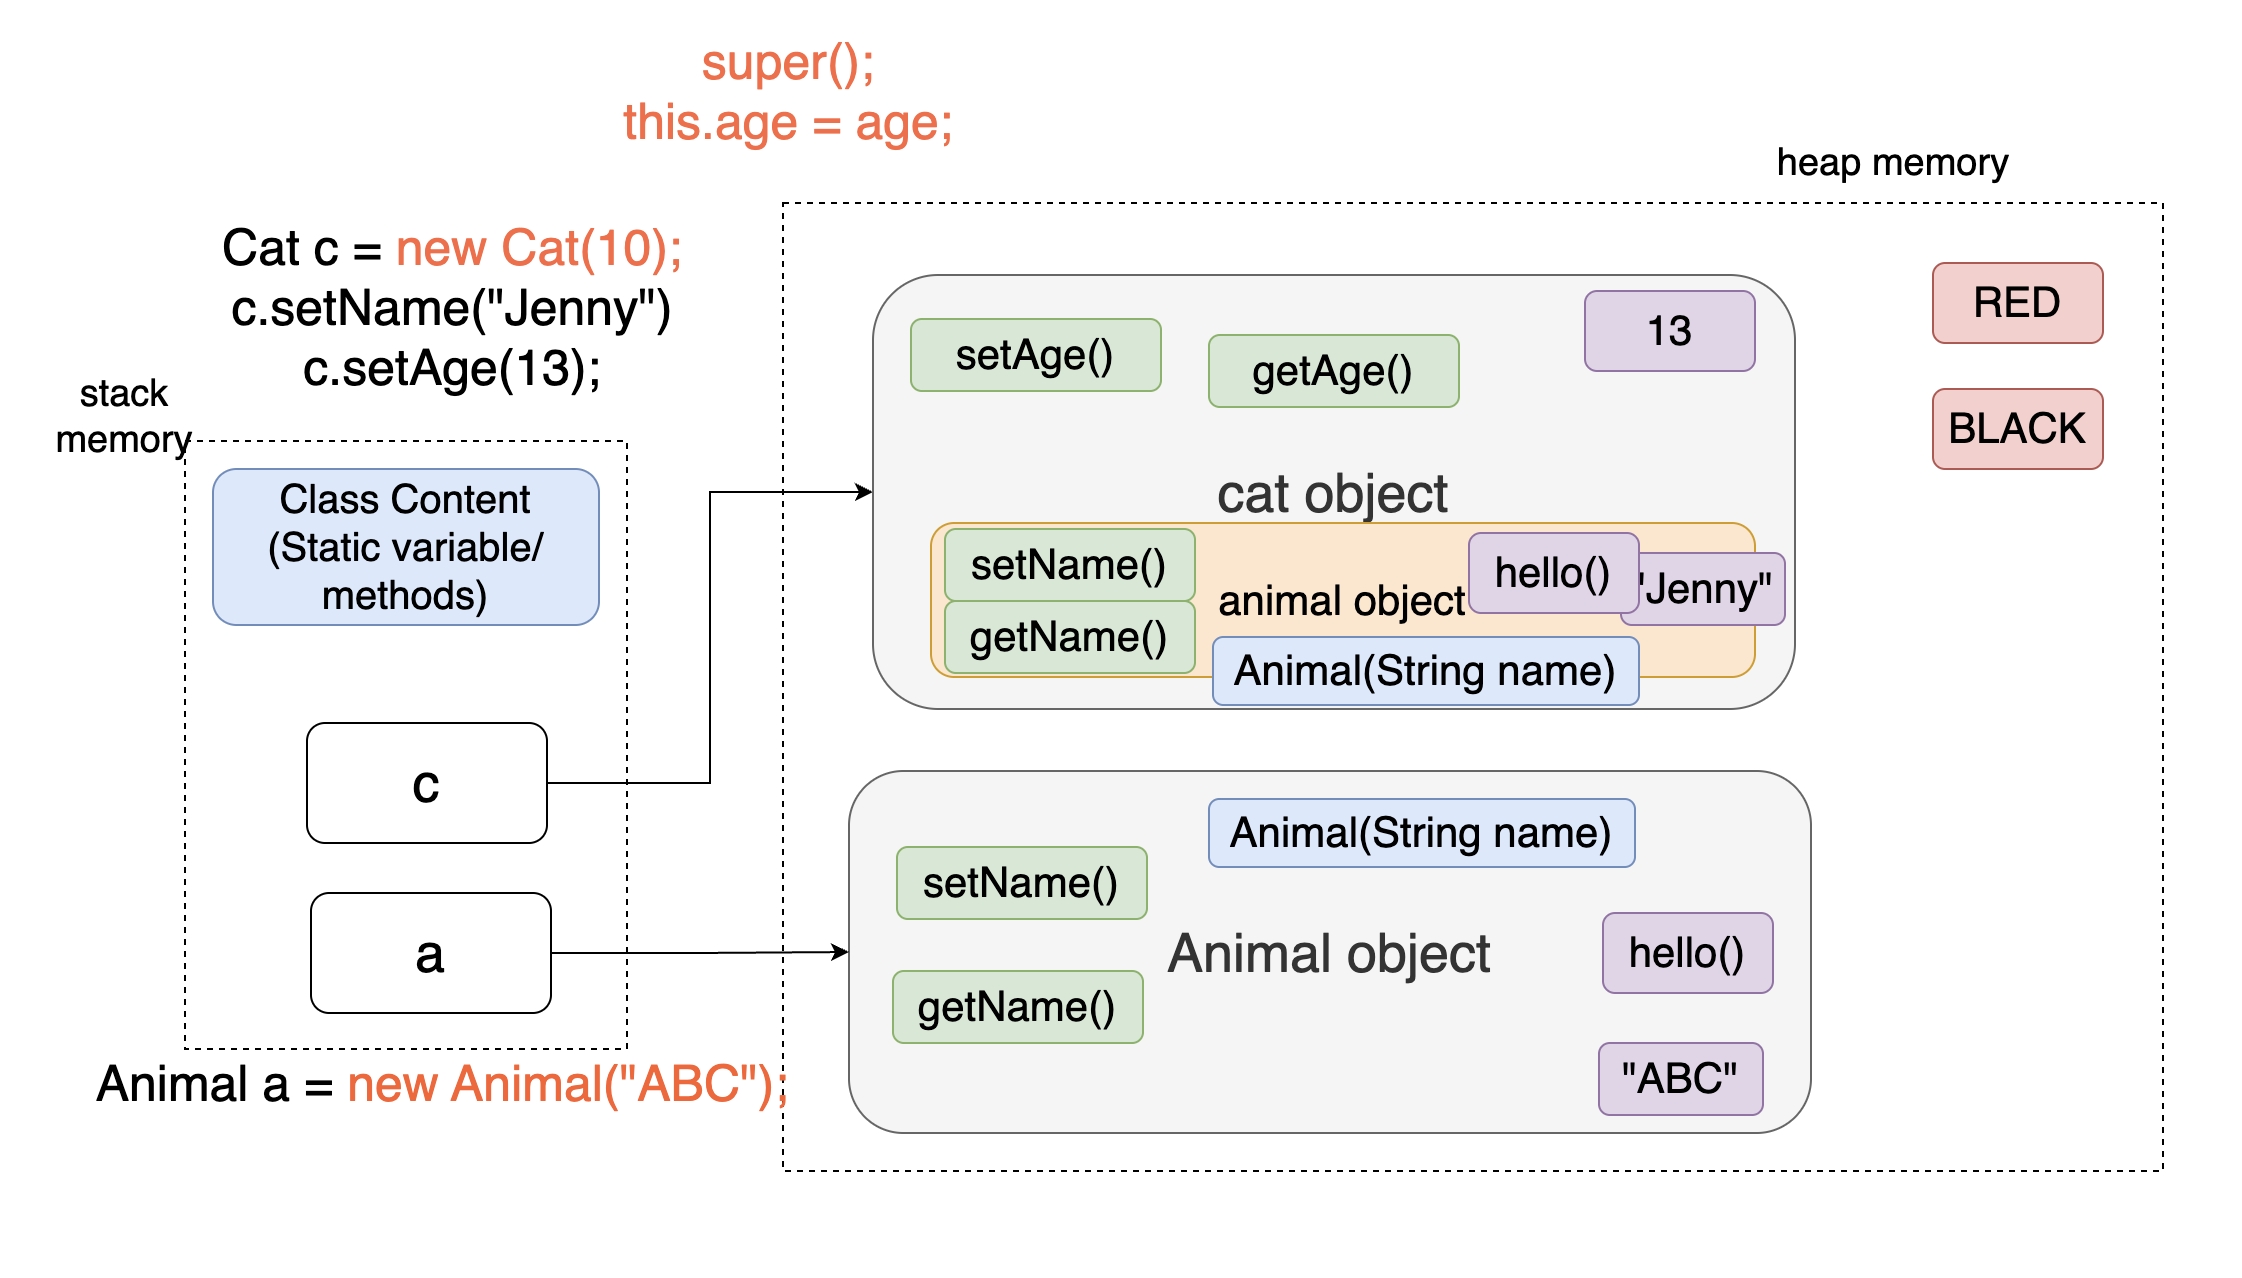 super();
this.age = age;
heap memory
Cat c = new Cat(10);
c.setName("Jenny")
c.setAge(13);
stack
memory
Class Content
(Static variable/
methods)
c
a
Animal a = new Animal("ABC");
setAge()
getAge()
13
cat object
setName()
getName()
animal object
hello()
"Jenny"
Animal(String name)
RED
BLACK
Animal(String name)
setName()
Animal object
hello()
getName()
"ABC"